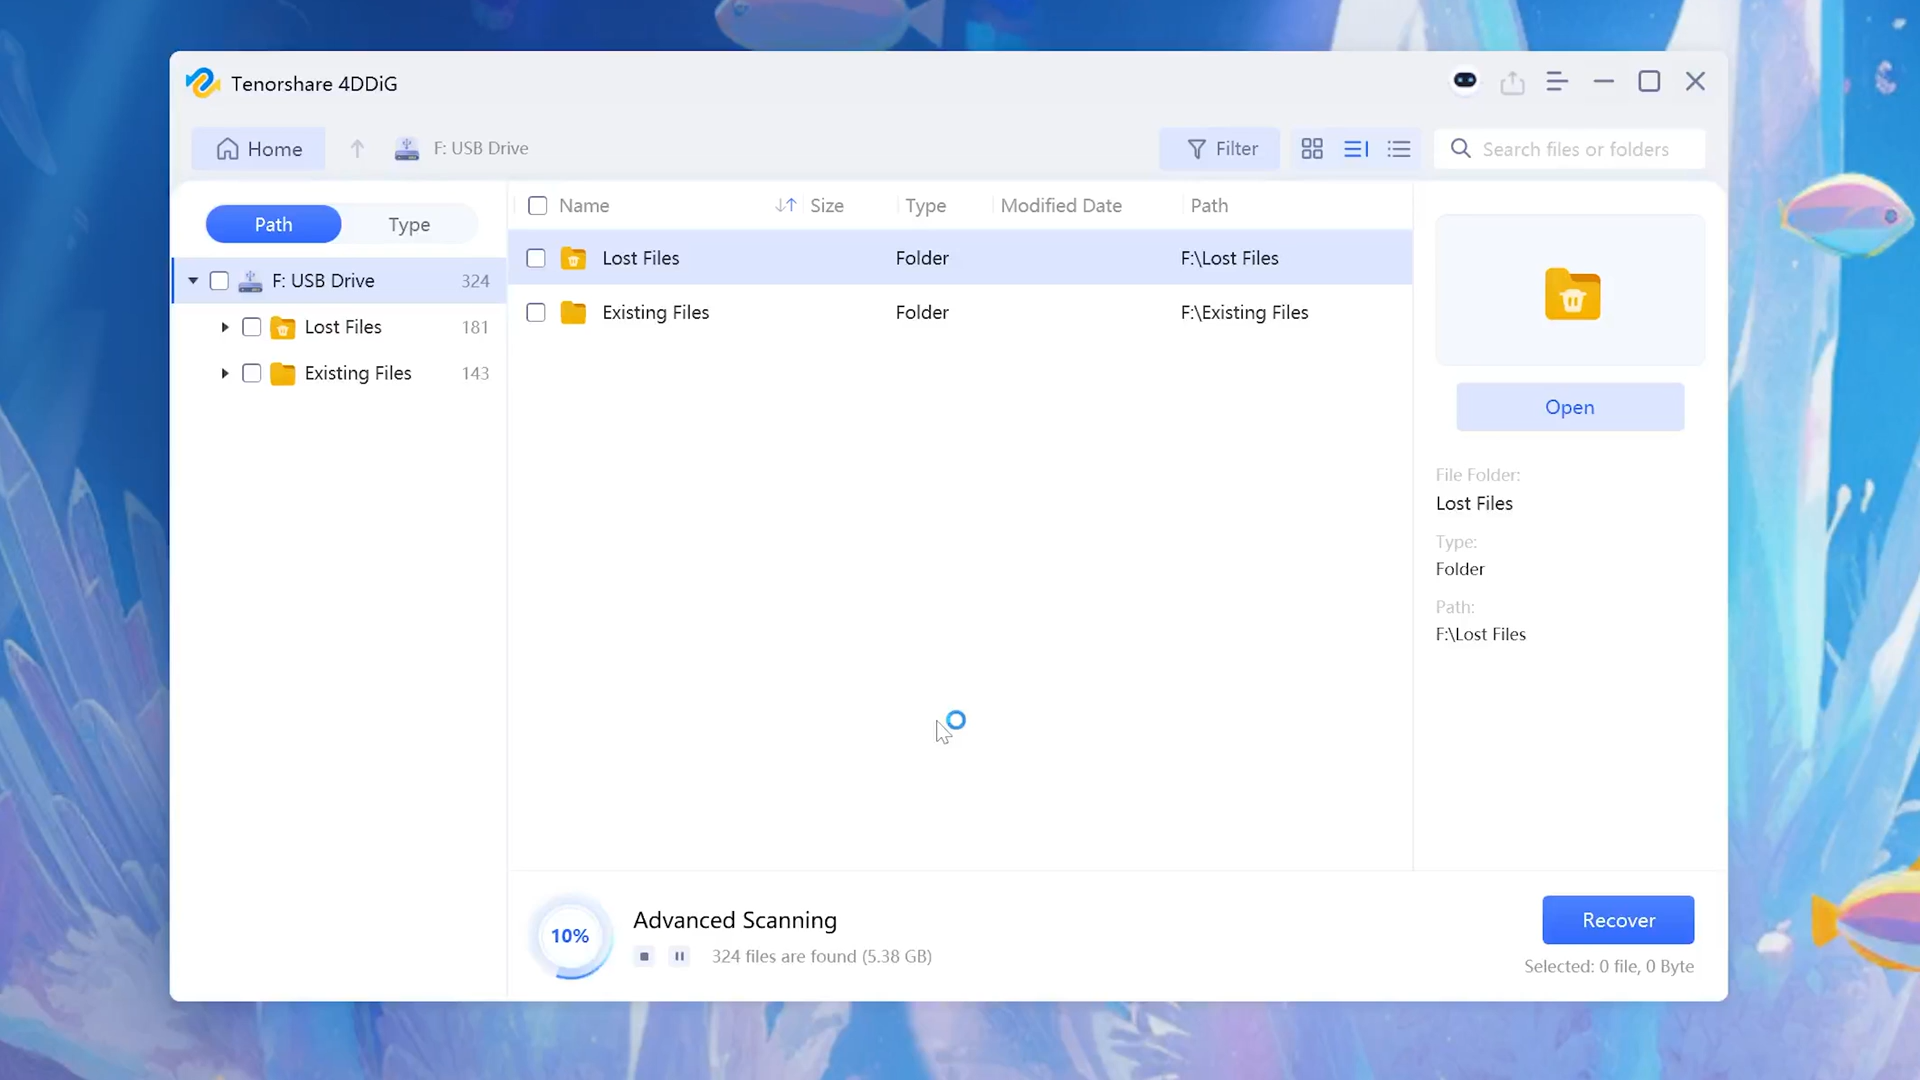 Tenorshare 4DDiG
Home
F: USB Drive
Filter
Search files or folders
Path
Type
F: USB Drive 324
Lost Files 181
Existing Files 143
Name Size Type Modified Date Path
Lost Files Folder F:\Lost Files
Existing Files Folder F:\Existing Files
Open
File Folder:
Lost Files
Type:
Folder
Path:
F:\Lost Files
10%
Advanced Scanning
324 files are found (5.38 GB)
Recover
Selected: 0 file, 0 Byte